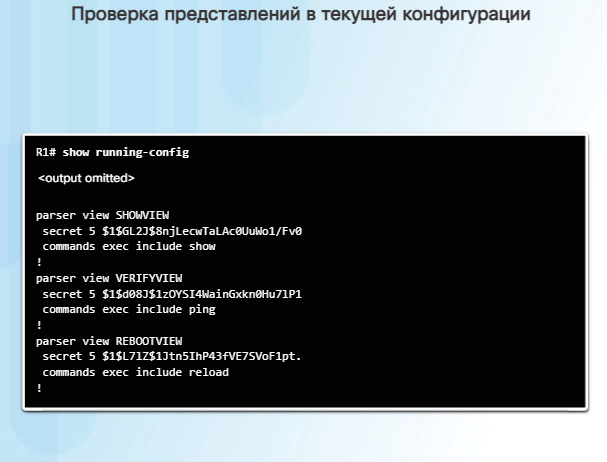 Проверка представлений в текущей конфигурации
R1# show running-config
<output omitted>
parser view SHOWVIEW
secret 5 $1$GL2J$8njLecwTaLAc0UuWo1/Fv0
commands exec include show
!
parser view VERIFYVIEW
secret 5 $1$d08J$1zOYSI4WainGxkn0Hu7lP1
commands exec include ping
!
parser view REBOOTVIEW
secret 5 $1$L7lZ$1Jtn5IhP43fVE7SVoF1pt.
commands exec include reload
!